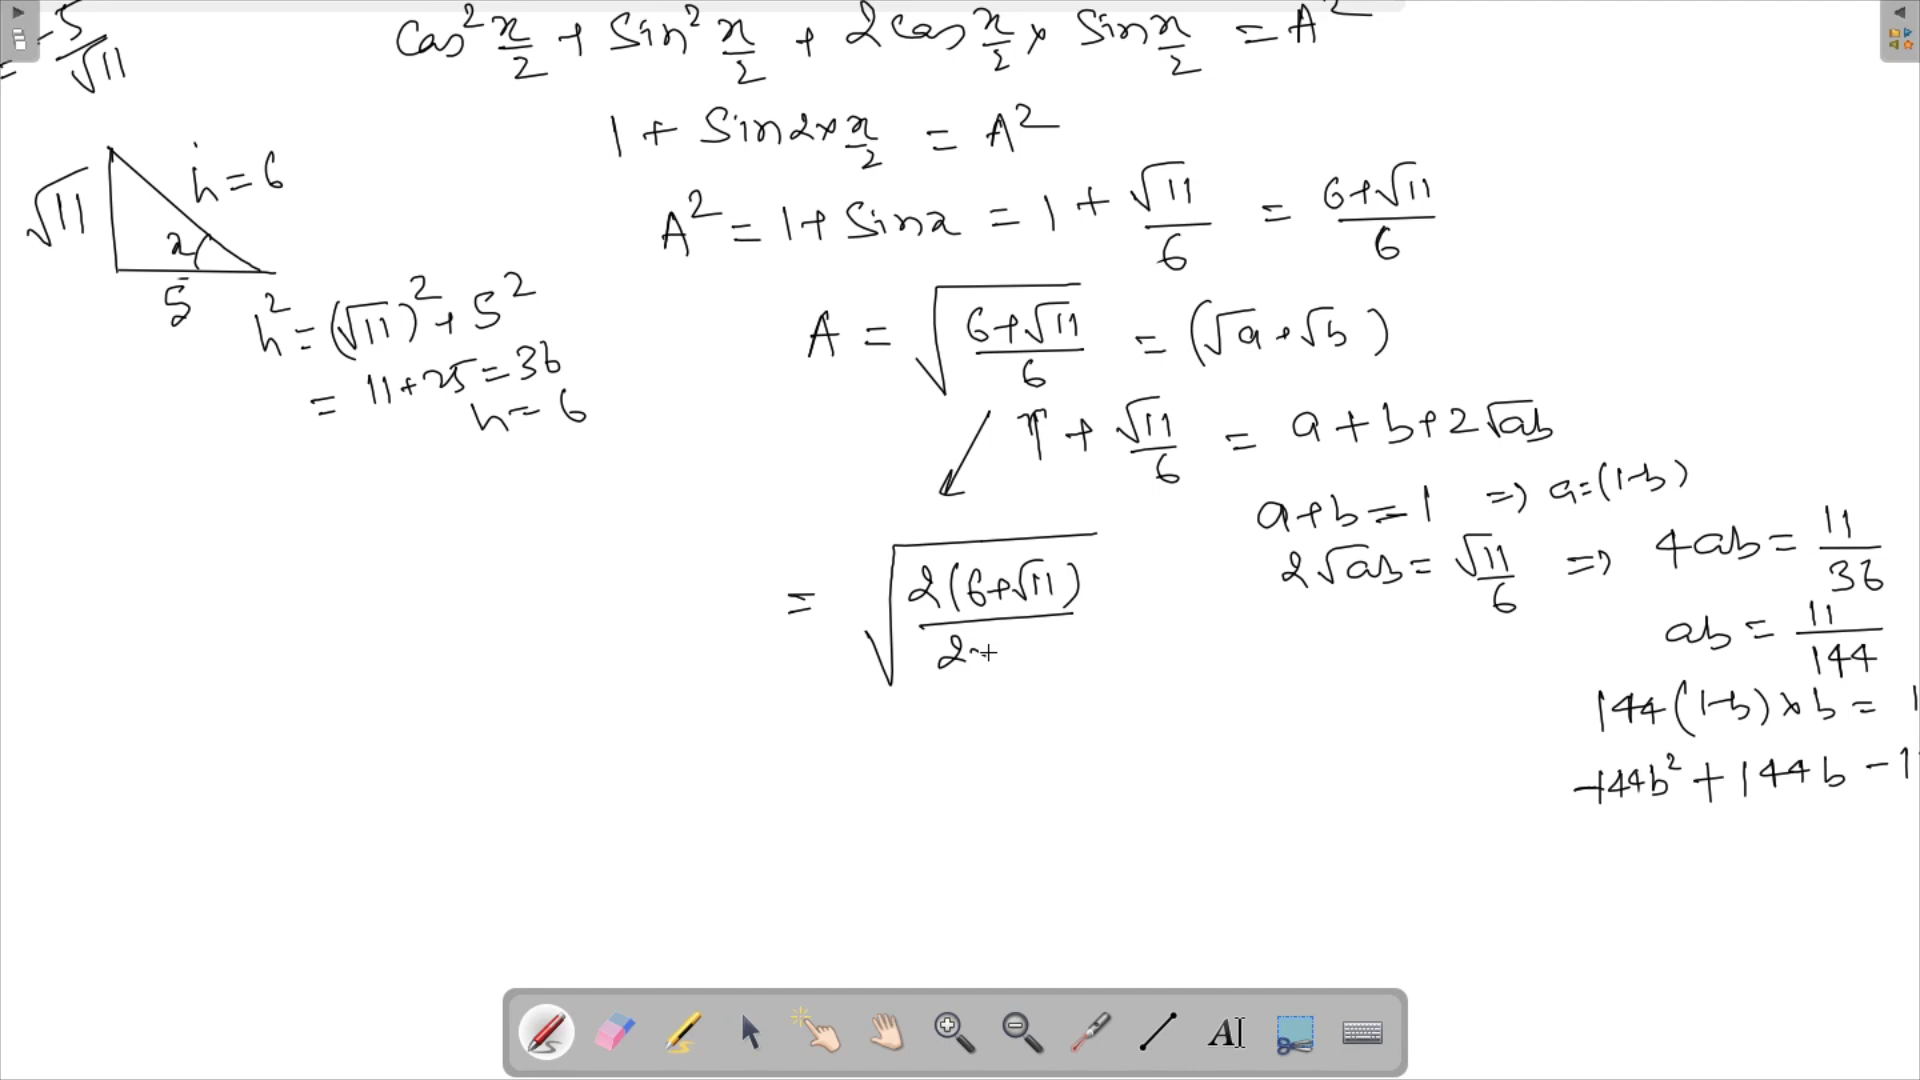 = -5/√11
Cos² x/2 + Sin² x/2 + 2 Cos x/2 × Sin x/2 = A²
1 + Sin 2 × x/2 = A²
√11
h = 6
x
5
A² = 1 + Sin x = 1 + √11/6 = (6+√11)/6
h² = (√11)² + 5²
= 11 + 25 = 36
h = 6
A = √((6+√11)/6) = (√a + √b)
1 + √11/6 = a + b + 2√ab
a + b = 1 ⇒ a = (1-b)
2√ab = √11/6 ⇒ 4ab = 11/36
ab = 11/144
144(1-b) × b = 1
-144b² + 144b - 1
= √(2(6+√11)/2
AI